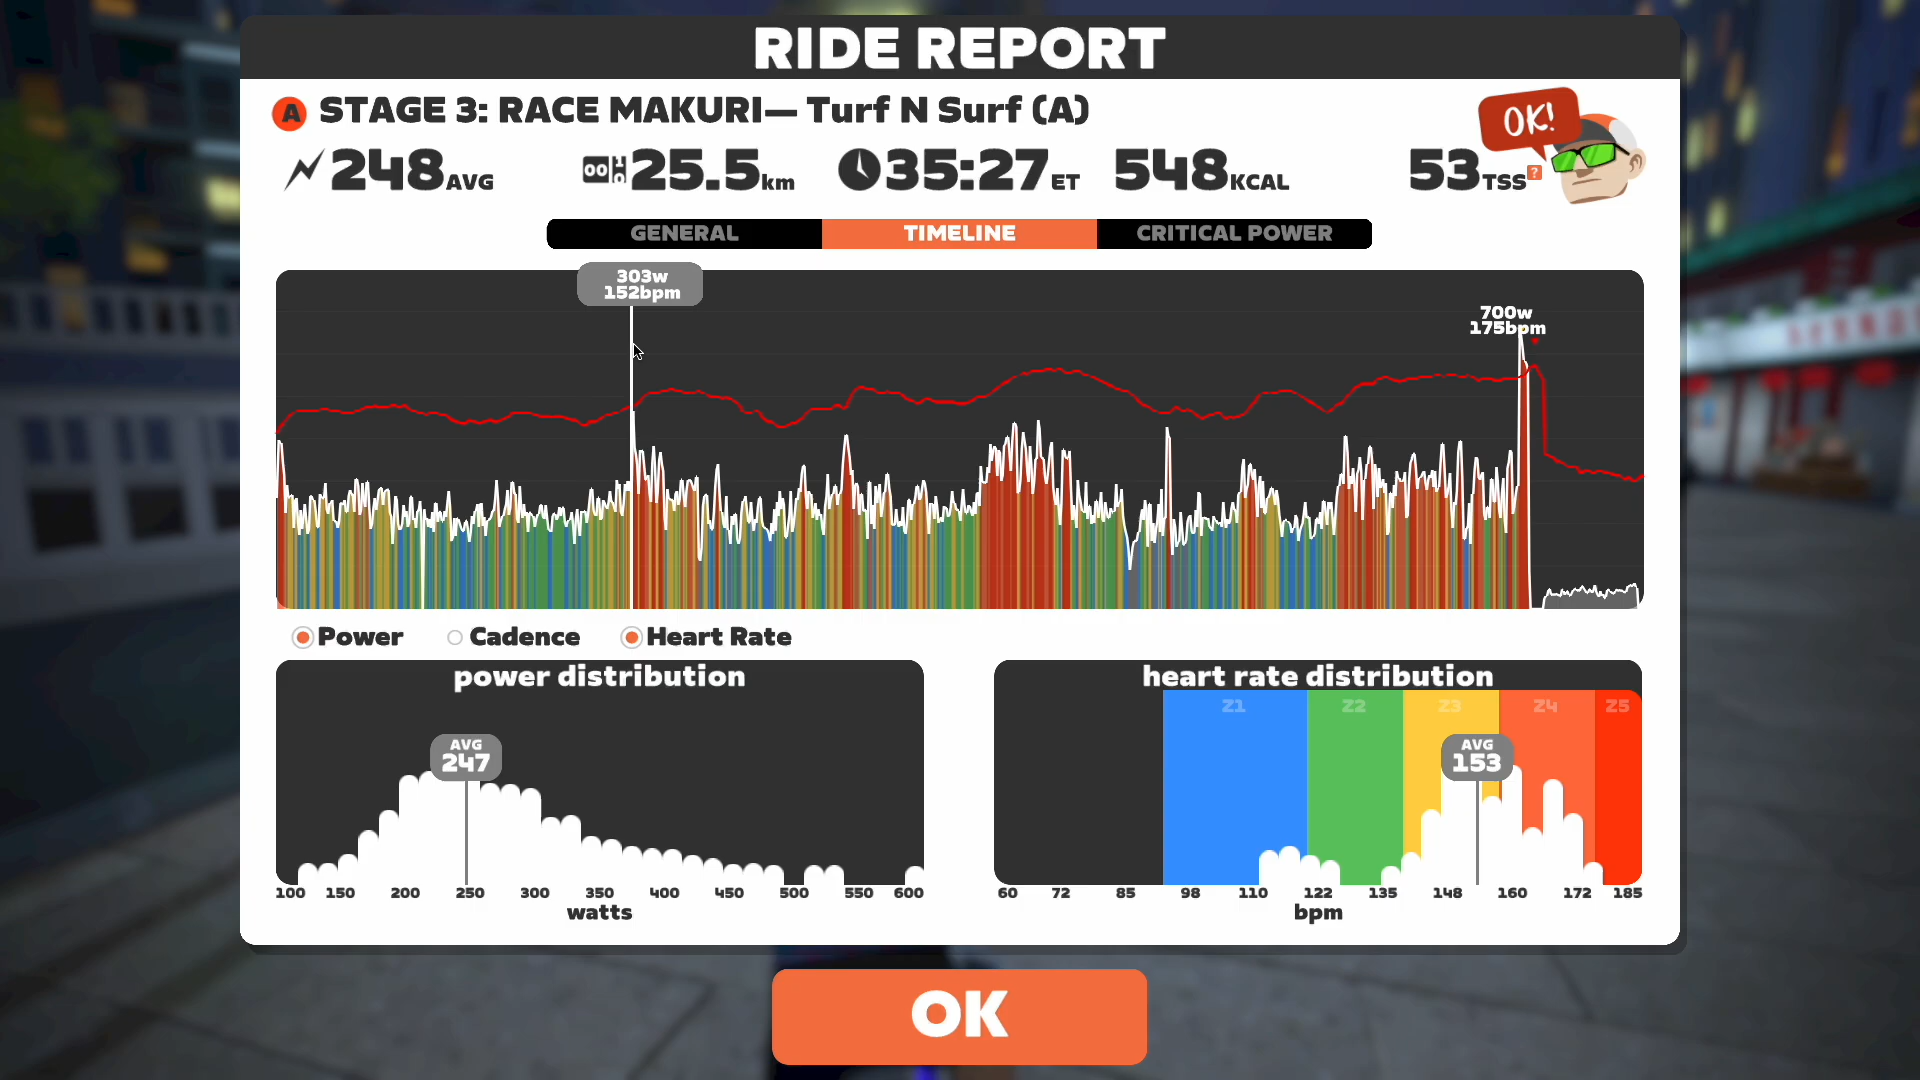 RIDE REPORT
A STAGE 3: RACE MAKURI— Turf N Surf (A)
OK!
248AVG 25.5km 35:27ET 548KCAL 53TSS ?
GENERAL TIMELINE CRITICAL POWER
303w
152bpm
700w
175bpm
Power Cadence Heart Rate
power distribution
AVG
247
100 150 200 250 300 350 400 450 500 550 600
watts
heart rate distribution
Z1 Z2 Z3 Z4 Z5
AVG
153
60 72 85 98 110 122 135 148 160 172 185
bpm
OK